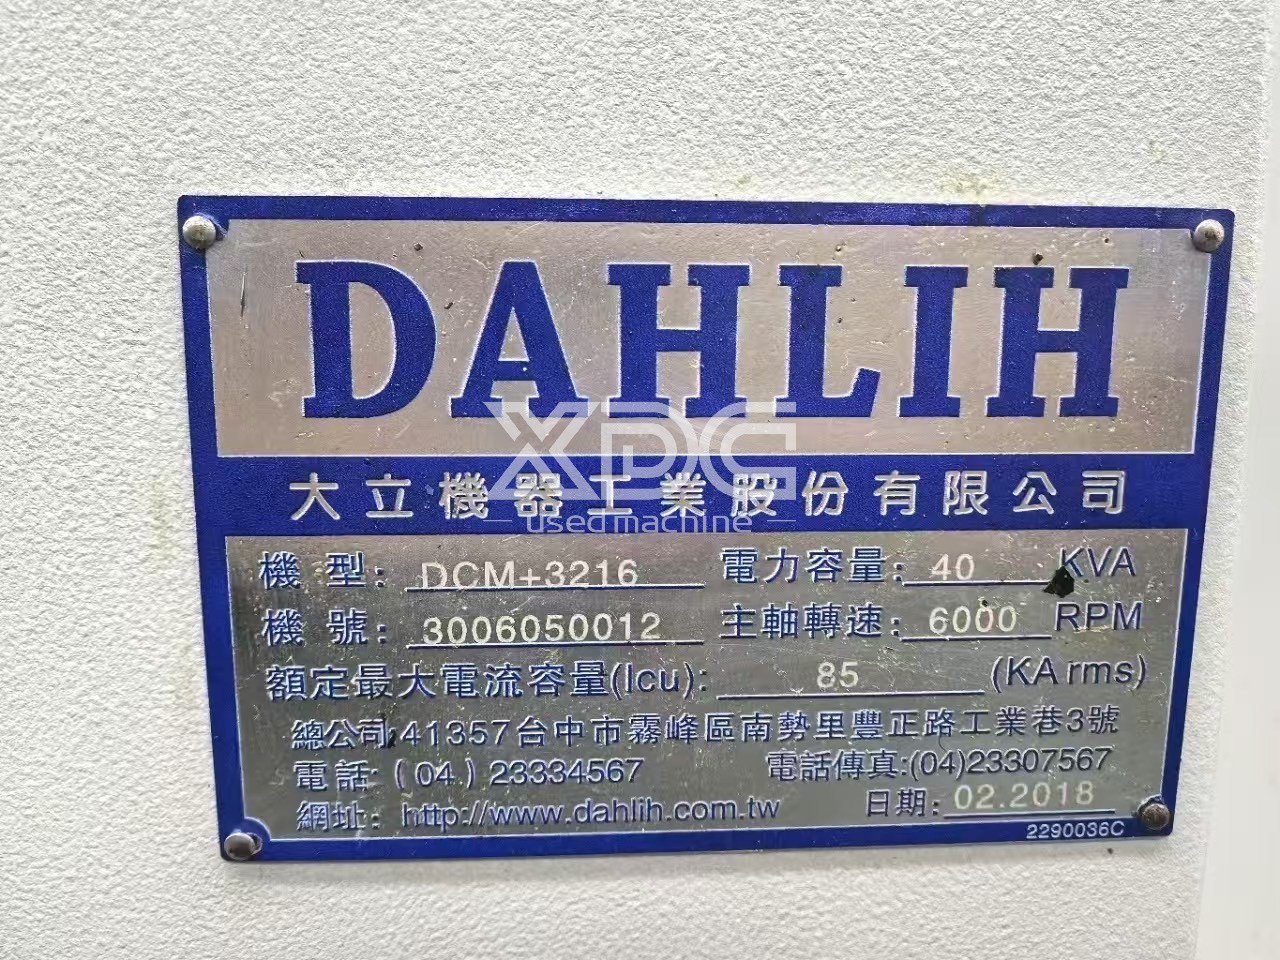 DAHLIH
XDG
used machine
大立機器工業股份有限公司
機型: DCM+3216 電力容量: 40 KVA
機號: 3006050012 主軸轉速: 6000 RPM
額定最大電流容量(Icu): 85 (KA rms)
總公司:41357台中市霧峰區南勢里豐正路工業巷3號
電話:(04)23334567 電話傳真:(04)23307567
網址: http://www.dahlih.com.tw 日期: 02.2018
2290036C